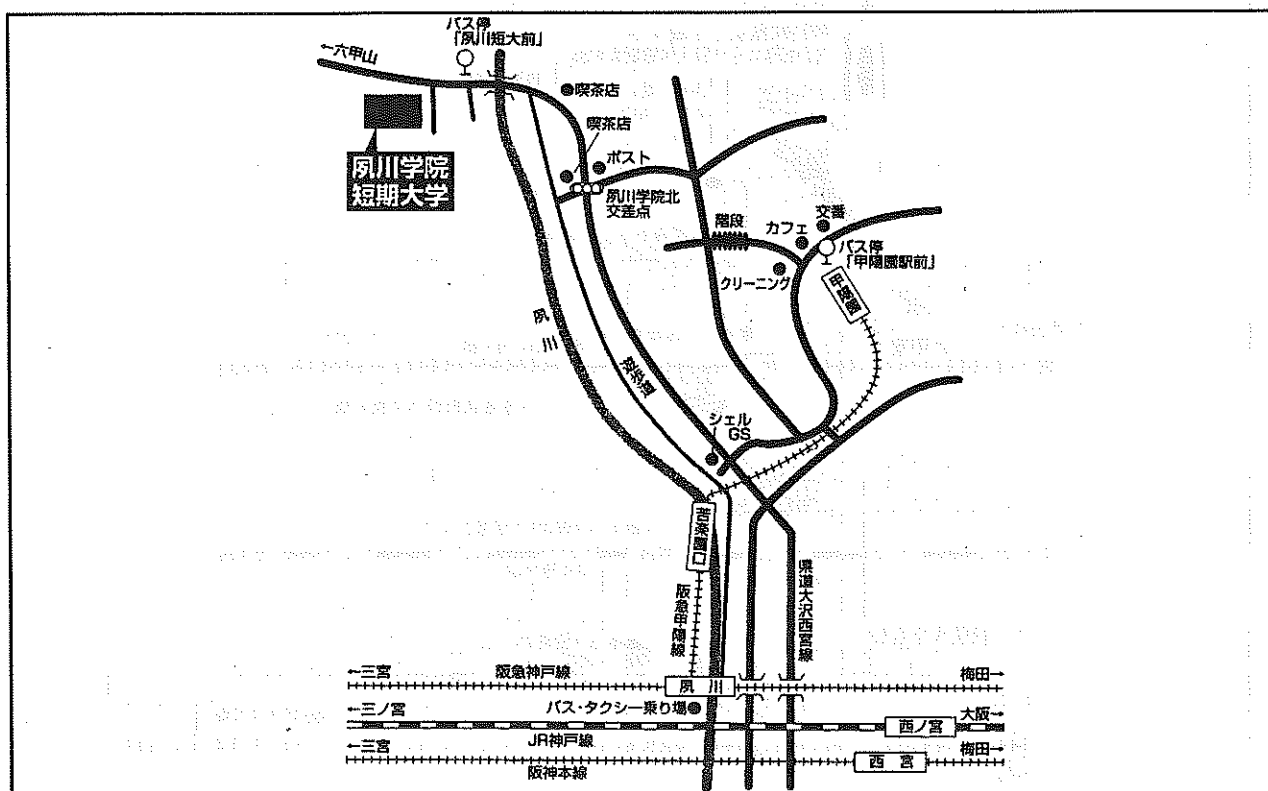 バス停
「夙川短大前」
←六甲山
喫茶店
喫茶店
ポスト
夙川学院
短期大学
夙川学院北
交差点
階段
カフェ
交番
バス停
「甲陽園駅前」
クリーニング
甲陽園
夙川
遊歩道
シェル
GS
苦楽園口
阪急甲陽線
県道大沢西宮線
←三宮
阪急神戸線
夙川
梅田→
バス・タクシー乗り場
←三ノ宮
大阪→
JR神戸線
西ノ宮
←三宮
梅田→
阪神本線
西宮